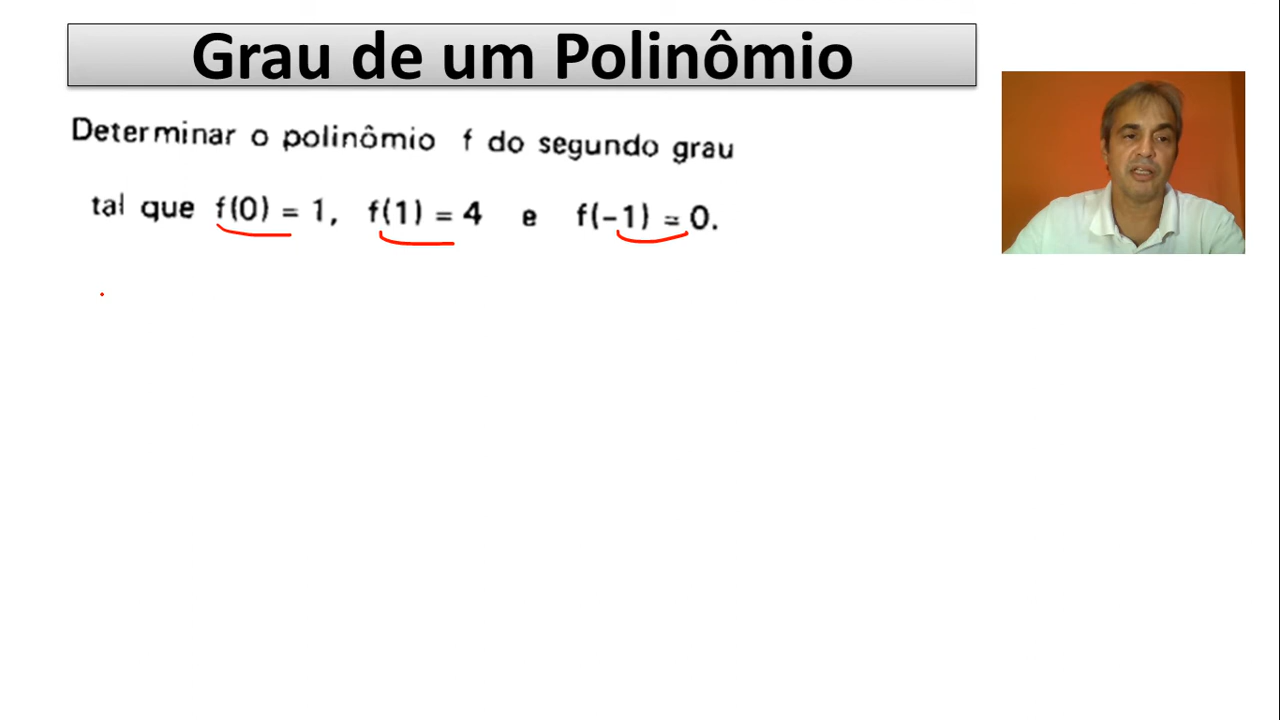 Grau de um Polinômio
Determinar o polinômio f do segundo grau
tal que f(0) = 1, f(1) = 4 e f(-1) = 0.